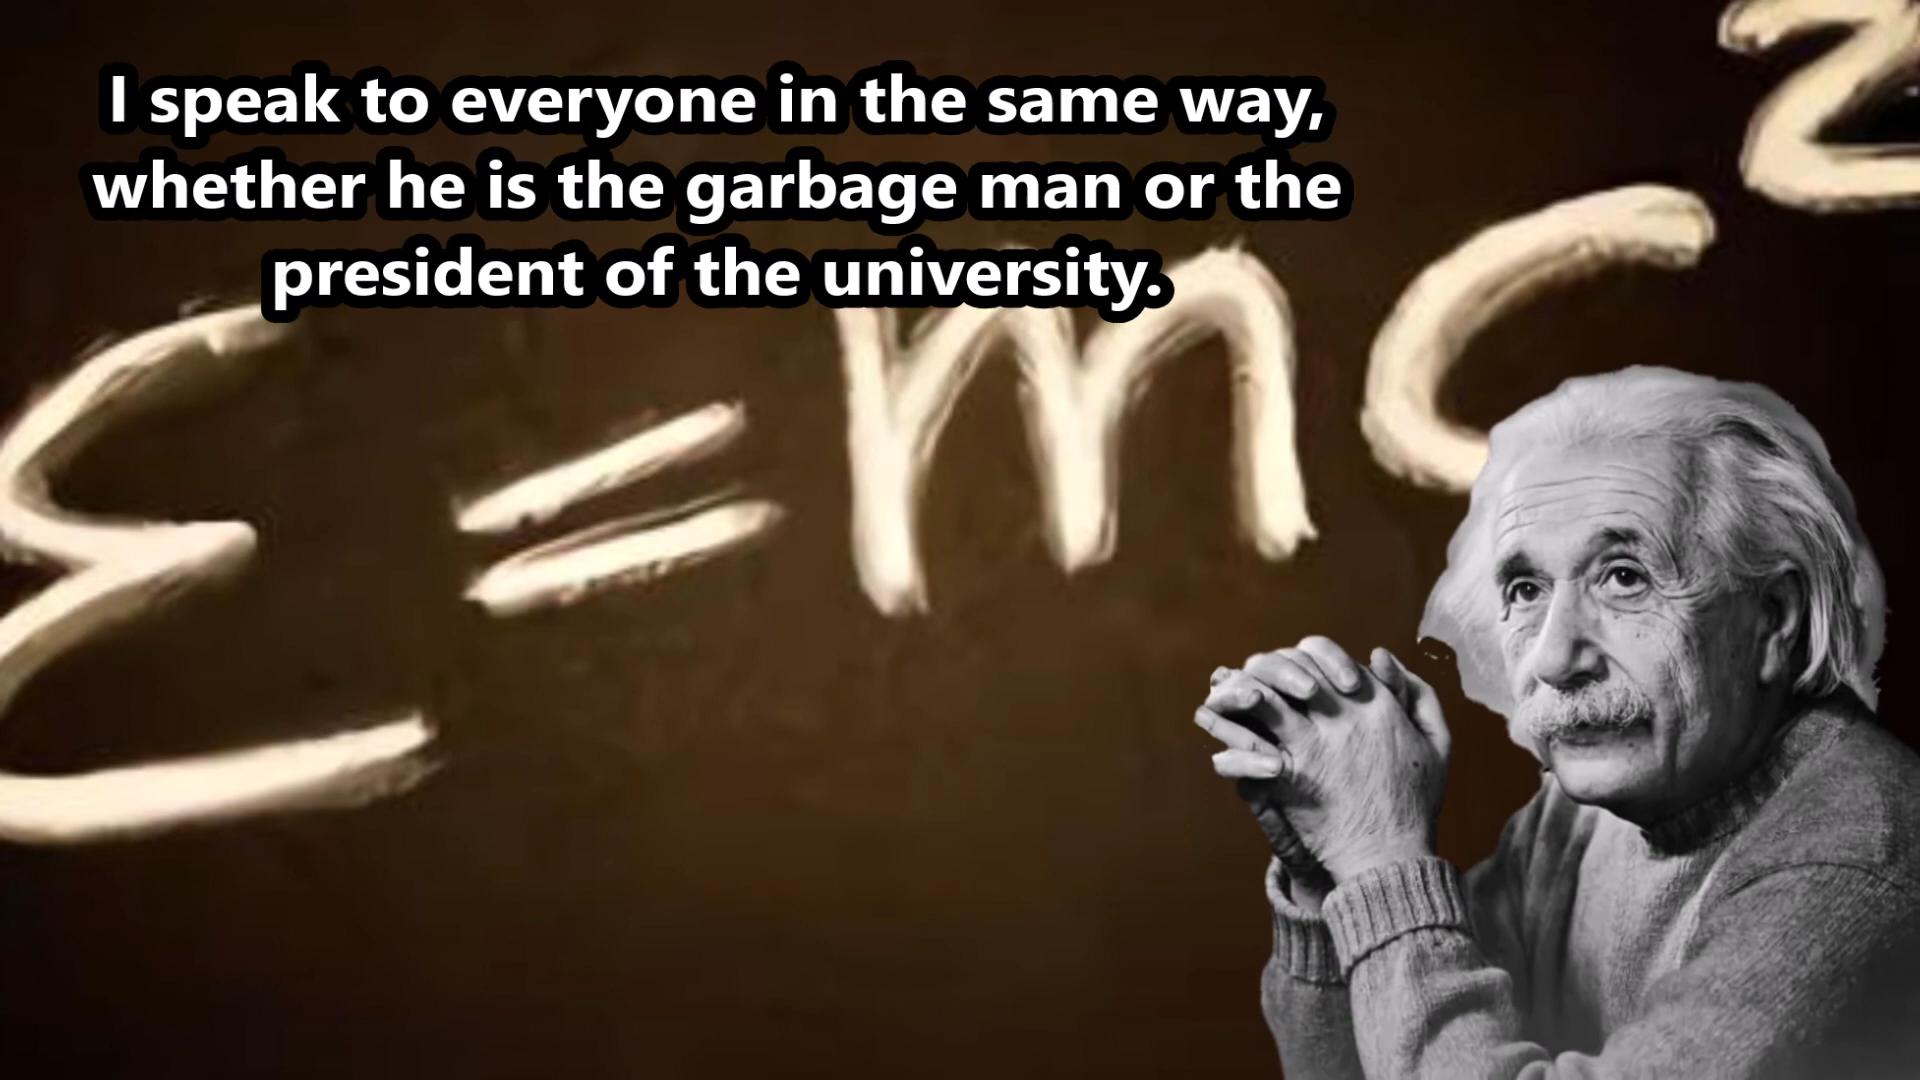 I speak to everyone in the same way,
whether he is the garbage man or the
president of the university.
E=mc²